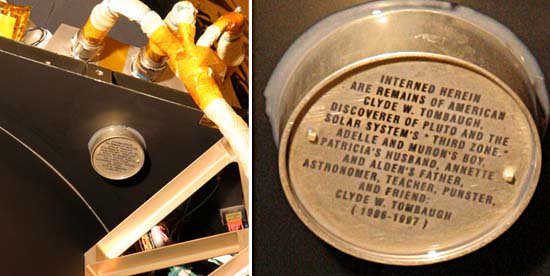 INTERNED HEREIN
ARE REMAINS OF AMERICAN
CLYDE W. TOMBAUGH
DISCOVERER OF PLUTO AND THE
SOLAR SYSTEM'S "THIRD ZONE."
ADELLE AND MURON'S BOY,
PATRICIA'S HUSBAND, ANNETTE
AND ALDEN'S FATHER,
ASTRONOMER, TEACHER, PUNSTER,
AND FRIEND:
CLYDE W. TOMBAUGH
(1906-1997)